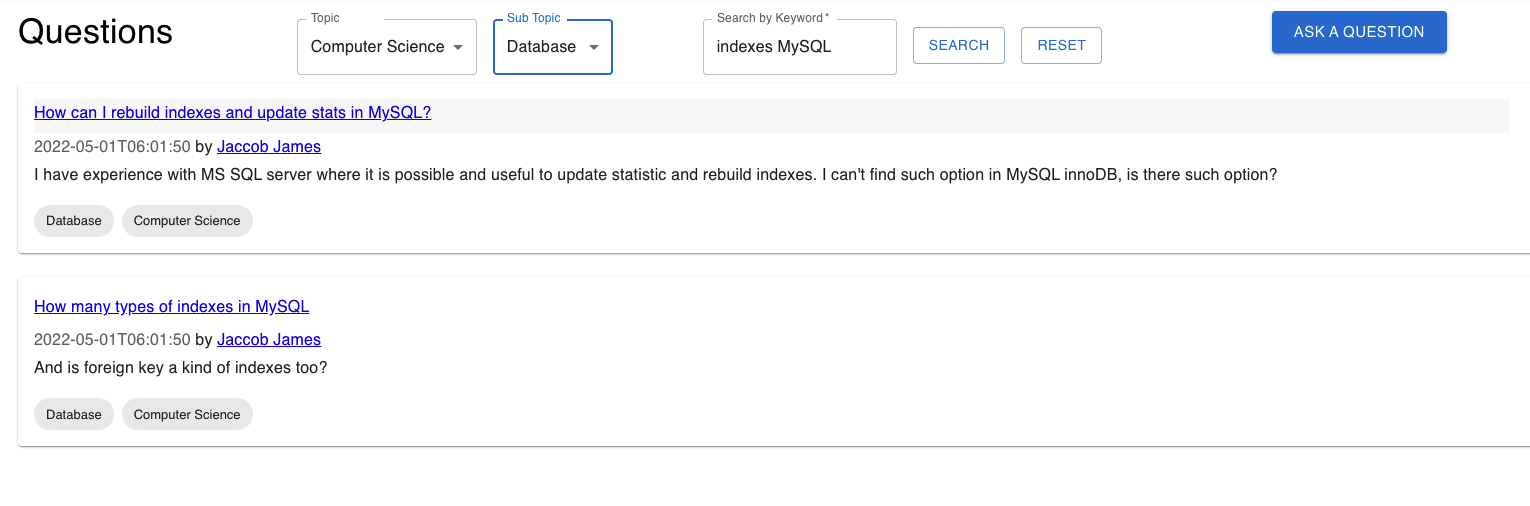 Questions
Topic
Computer Science
Sub Topic
Database
Search by Keyword *
indexes MySQL
SEARCH
RESET
ASK A QUESTION
How can I rebuild indexes and update stats in MySQL?
2022-05-01T06:01:50 by Jaccob James
I have experience with MS SQL server where it is possible and useful to update statistic and rebuild indexes. I can't find such option in MySQL innoDB, is there such option?
Database Computer Science
How many types of indexes in MySQL
2022-05-01T06:01:50 by Jaccob James
And is foreign key a kind of indexes too?
Database Computer Science